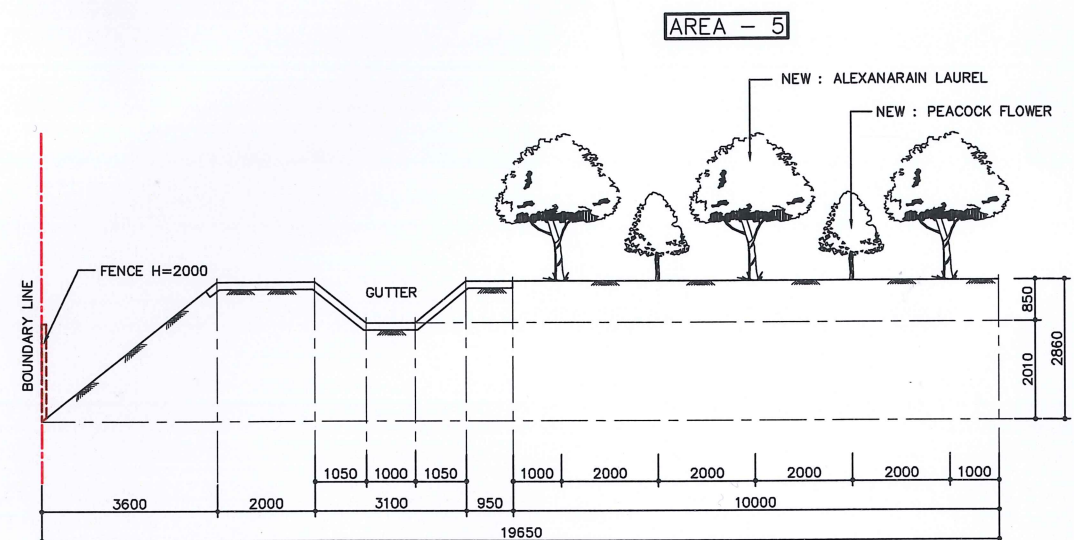 AREA - 5
NEW : ALEXANARAIN LAUREL
NEW : PEACOCK FLOWER
FENCE H=2000
GUTTER
BOUNDARY LINE
850
2010
2860
1050 1000 1050 1000 2000 2000 2000 2000 1000
3600 2000 3100 950 10000
19650